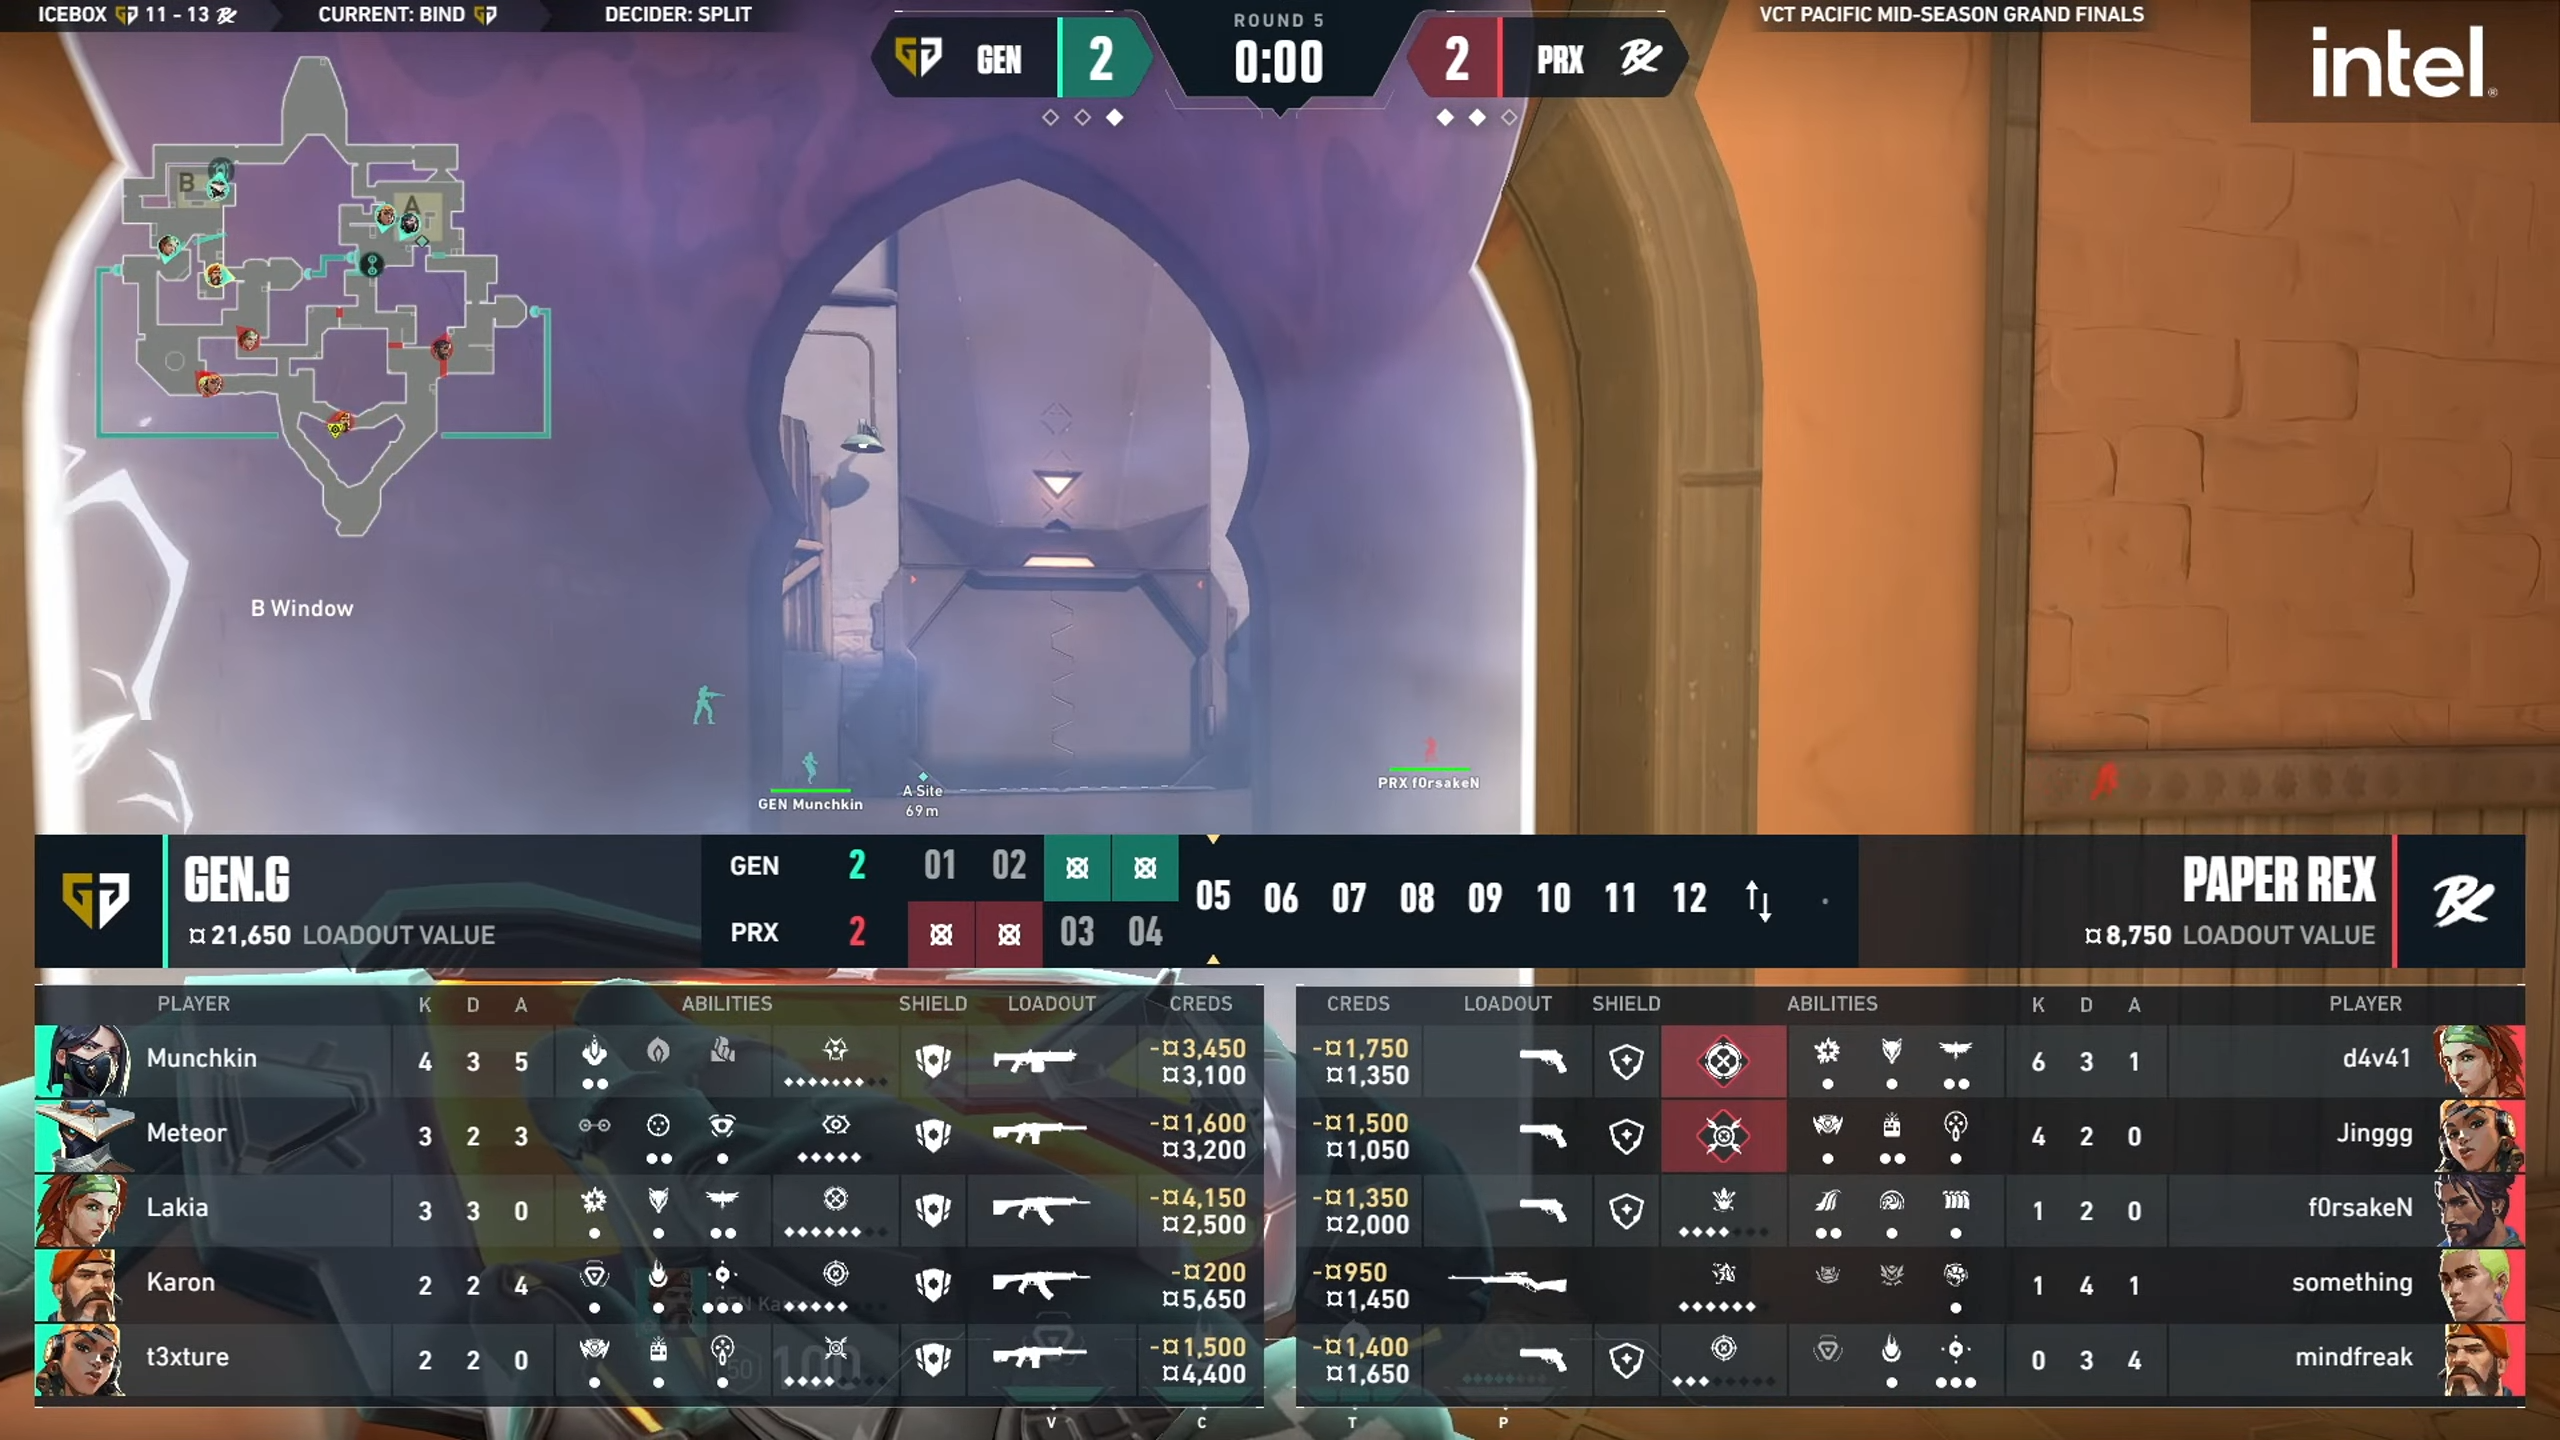 ICEBOX 11 - 13
CURRENT: BIND
DECIDER: SPLIT
GEN 2
ROUND 5
0:00
2 PRX
VCT PACIFIC MID-SEASON GRAND FINALS
intel
B
A
B Window
GEN Munchkin
A Site
69m
PRX f0rsakeN
GEN.G
21,650 LOADOUT VALUE
GEN 2 01 02
PRX 2 03 04
05 06 07 08 09 10 11 12
PAPER REX
8,750 LOADOUT VALUE
PLAYER K D A ABILITIES SHIELD LOADOUT CREDS
Munchkin 4 3 5 -3,450
3,100
Meteor 3 2 3 -1,600
3,200
Lakia 3 3 0 -4,150
2,500
Karon 2 2 4 -200
5,650
t3xture 2 2 0 -1,500
4,400
CREDS LOADOUT SHIELD ABILITIES K D A PLAYER
-1,750 6 3 1 d4v41
1,350
-1,500 4 2 0 Jinggg
1,050
-1,350 1 2 0 f0rsakeN
2,000
-950 1 4 1 something
1,450
-1,400 0 3 4 mindfreak
1,650
GEN Karon
50 100
V C T P